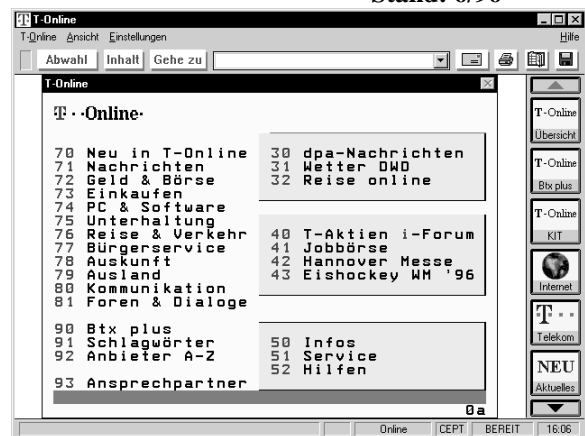 Stand: 6/96
T-Online
T-Online Ansicht Einstellungen Hilfe
Abwahl Inhalt Gehe zu
T-Online
T··Online·
70 Neu in T-Online
71 Nachrichten
72 Geld & Börse
73 Einkaufen
74 PC & Software
75 Unterhaltung
76 Reise & Verkehr
77 Bürgerservice
78 Auskunft
79 Ausland
80 Kommunikation
81 Foren & Dialoge
90 Btx plus
91 Schlagwörter
92 Anbieter A-Z
93 Ansprechpartner
30 dpa-Nachrichten
31 Wetter DWD
32 Reise online
40 T-Aktien i-Forum
41 Jobbörse
42 Hannover Messe
43 Eishockey WM '96
50 Infos
51 Service
52 Hilfen
0a
T-Online
Übersicht
T-Online
Btx plus
T-Online
KIT
Internet
T··
Telekom
NEU
Aktuelles
Online CEPT BEREIT 16:06